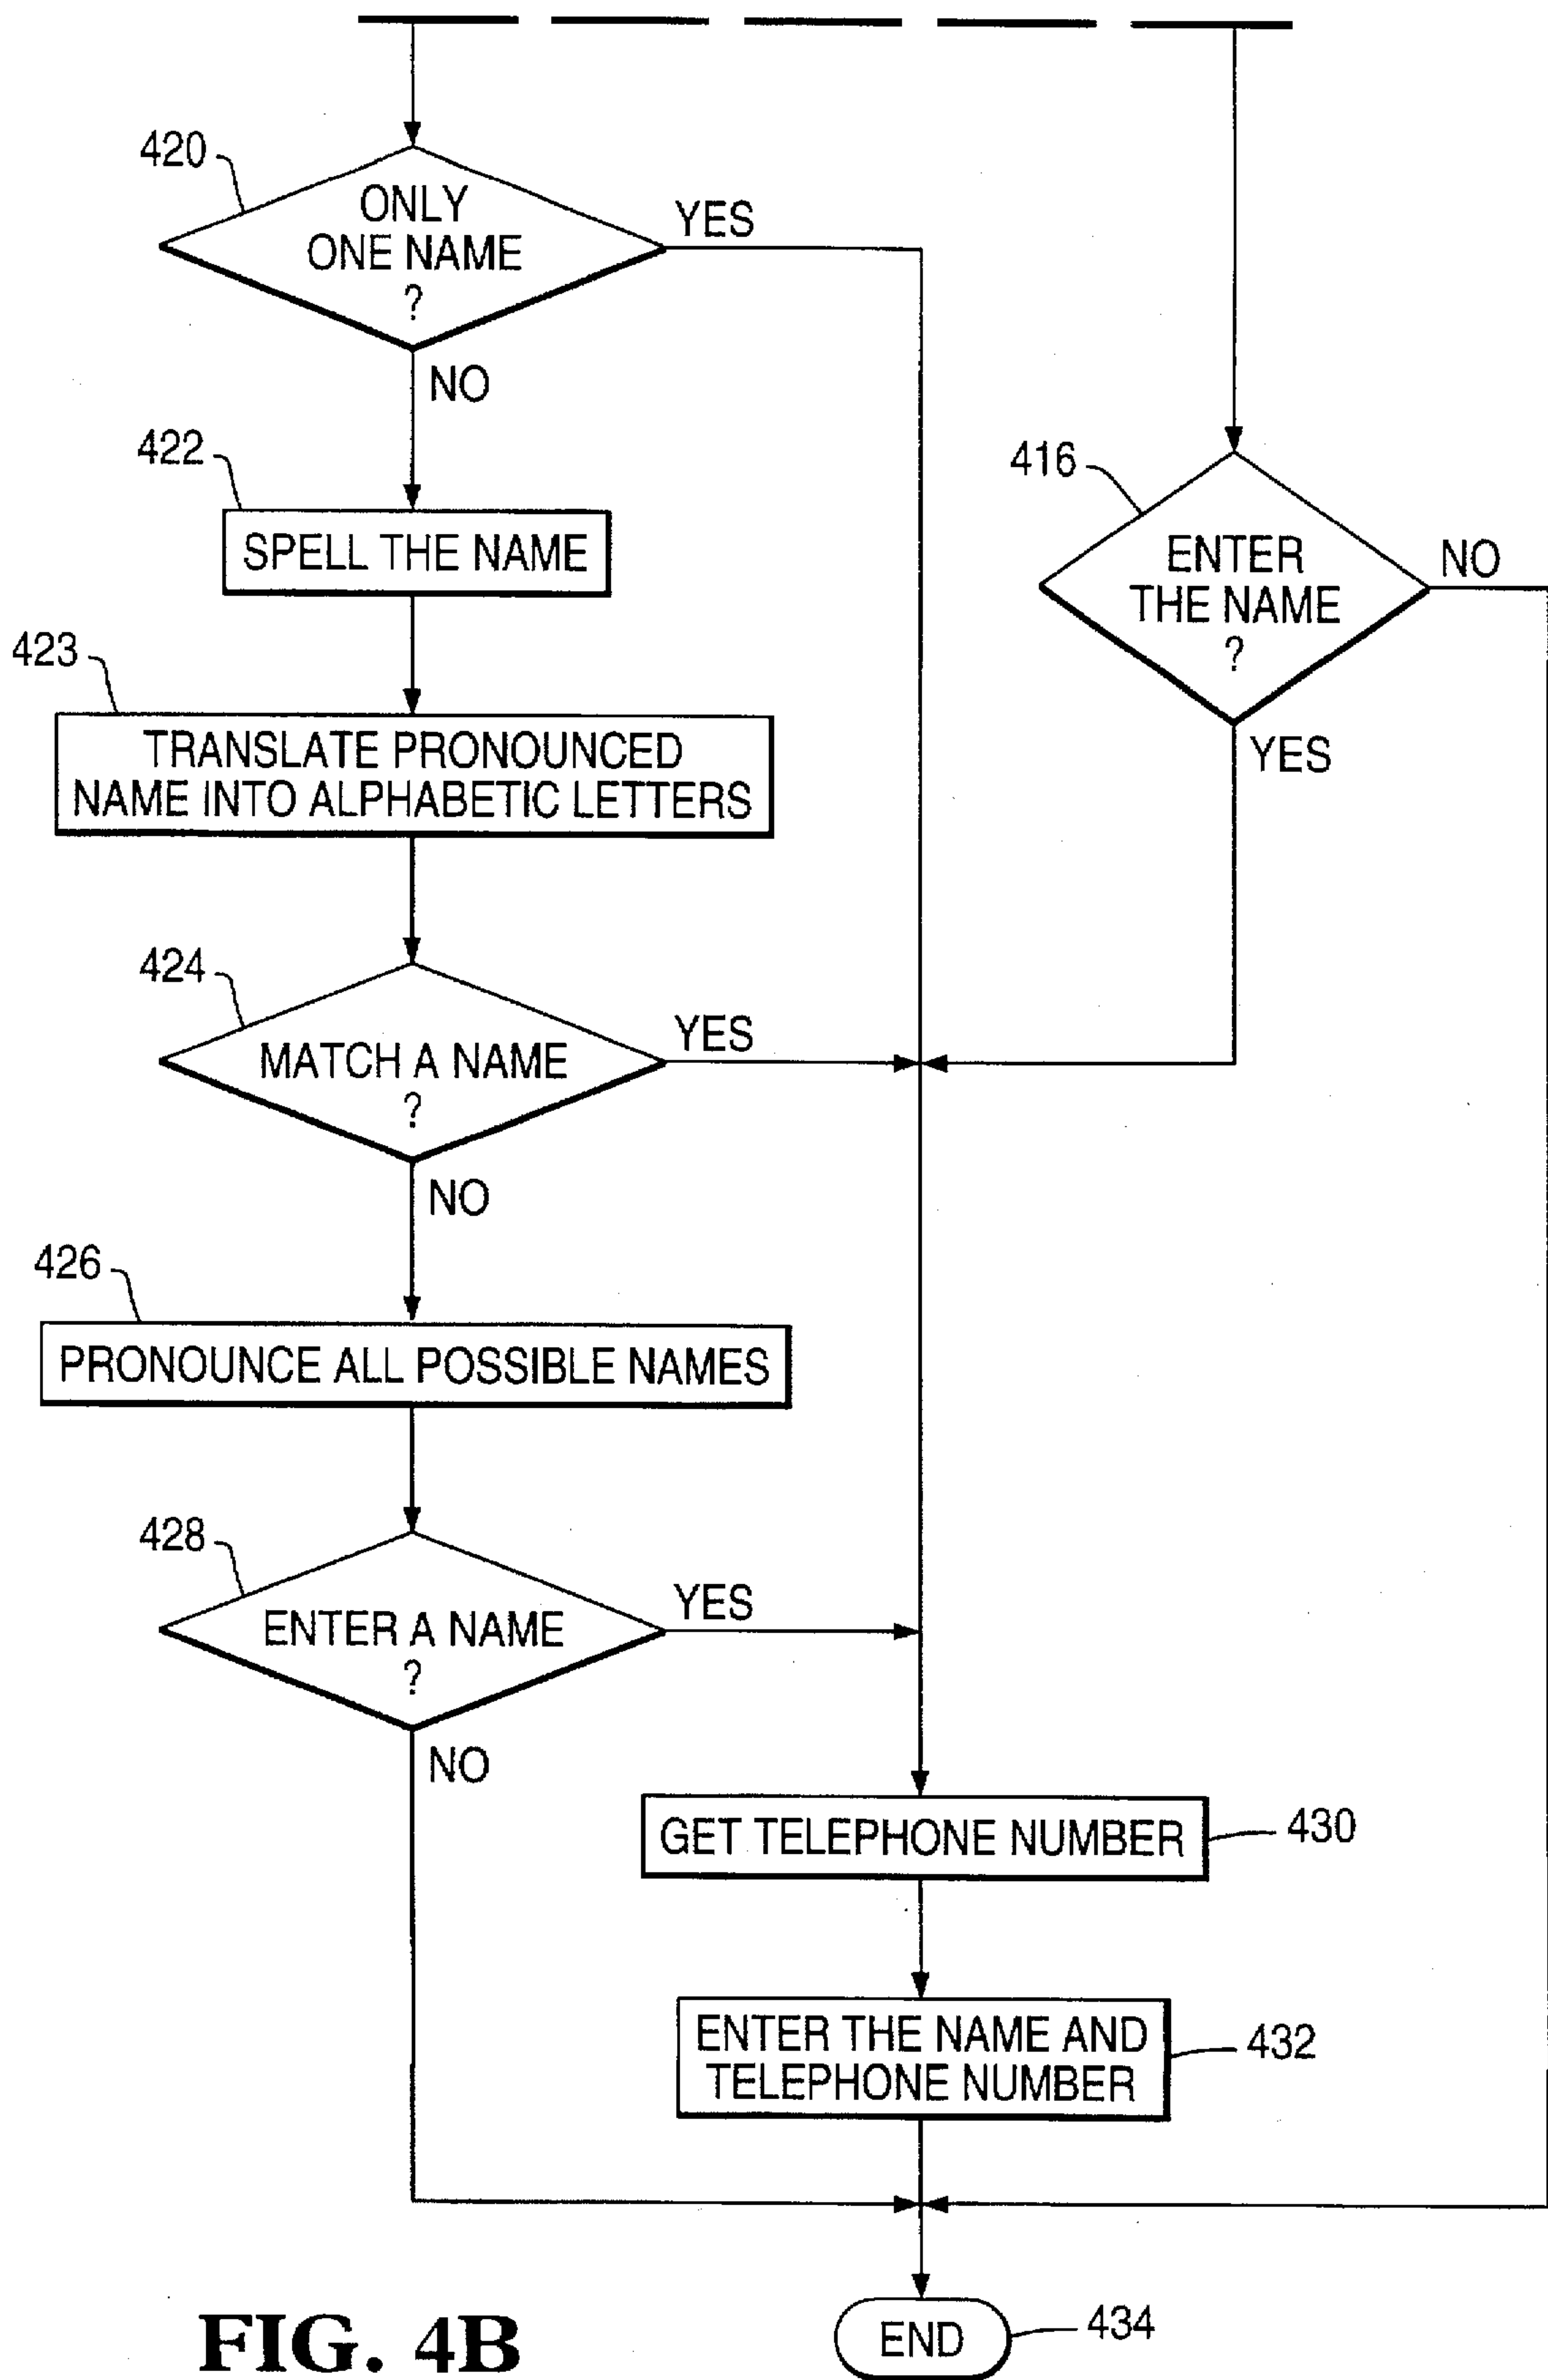 420
ONLY
ONE NAME
?
YES
NO
422
SPELL THE NAME
416
ENTER
THE NAME
?
NO
YES
423
TRANSLATE PRONOUNCED
NAME INTO ALPHABETIC LETTERS
424
MATCH A NAME
?
YES
NO
426
PRONOUNCE ALL POSSIBLE NAMES
428
ENTER A NAME
?
YES
NO
GET TELEPHONE NUMBER
430
ENTER THE NAME AND
TELEPHONE NUMBER
432
END
434
FIG. 4B